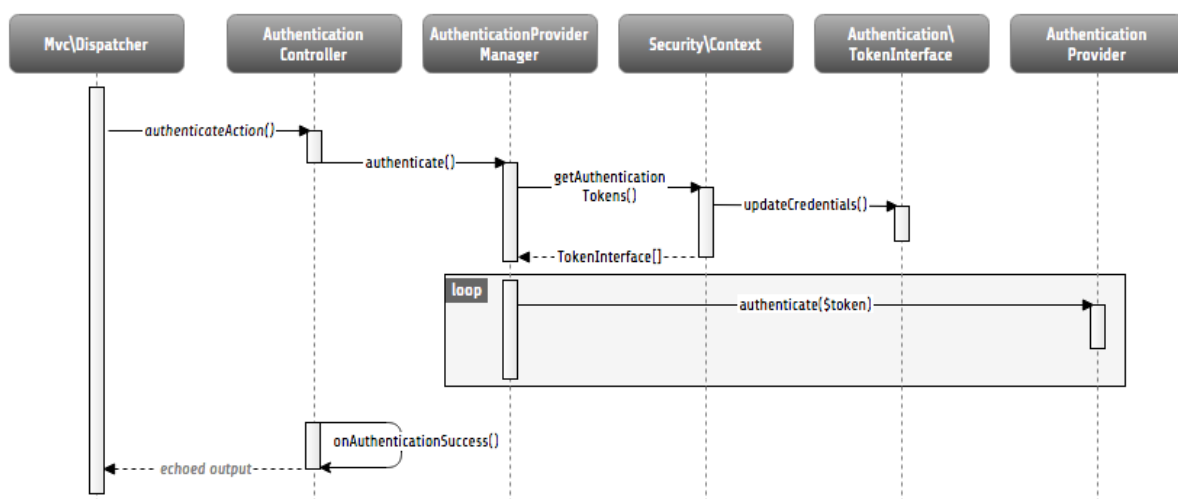 Mvc\Dispatcher
Authentication
Controller
AuthenticationProvider
Manager
Security\Context
Authentication\
TokenInterface
Authentication
Provider
authenticateAction()
authenticate()
getAuthentication
Tokens()
updateCredentials()
TokenInterface[]
loop
authenticate($token)
onAuthenticationSuccess()
echoed output